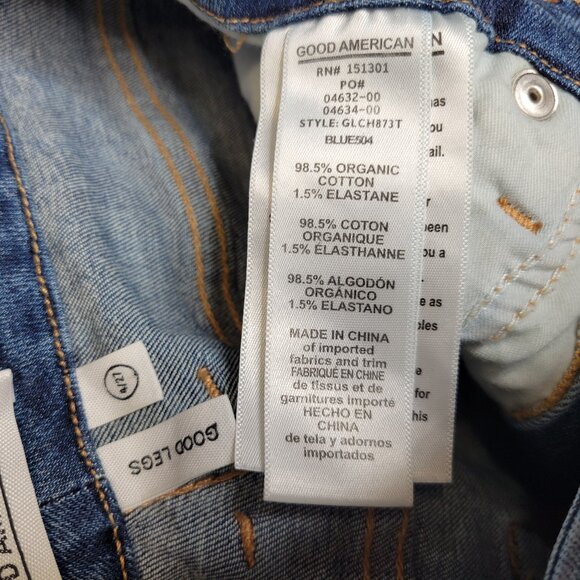 GOOD AMERICAN
RN# 151301
PO#
04632-00
04634-00
STYLE: GLCH873T
BLUE504
98.5% ORGANIC
COTTON
1.5% ELASTANE
98.5% COTON
ORGANIQUE
1.5% ELASTHANNE
98.5% ALGODÓN
ORGÁNICO
1.5% ELASTANO
MADE IN CHINA
of imported
fabrics and trim
FABRIQUÉ EN CHINE
de tissus et de
garnitures importé
HECHO EN
CHINA
de tela y adornos
importados
for
GOOD LEGS